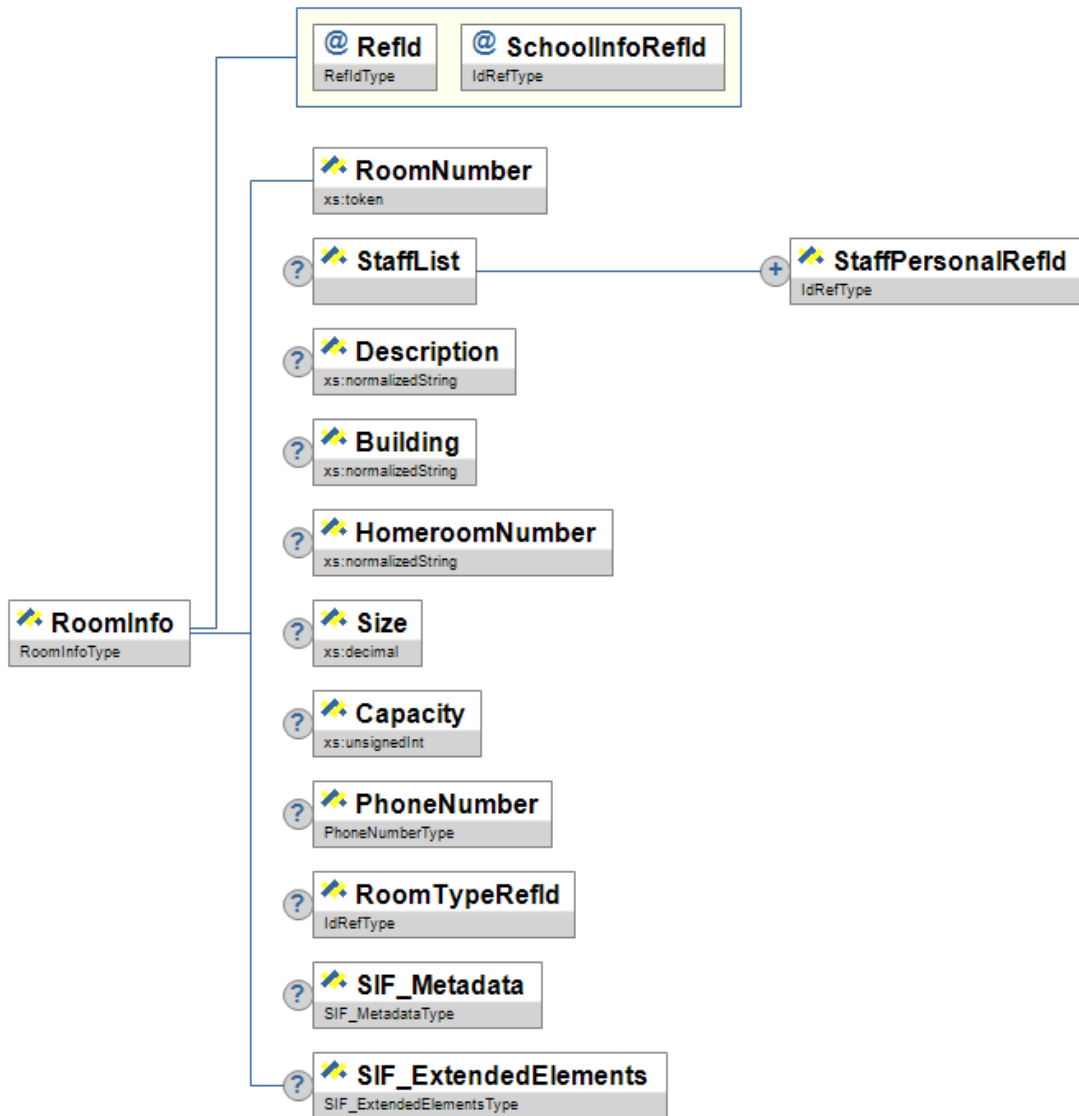 @ RefId
RefIdType
@ SchoolInfoRefId
IdRefType
RoomNumber
xs:token
? StaffList
+ StaffPersonalRefId
IdRefType
? Description
xs:normalizedString
? Building
xs:normalizedString
? HomeroomNumber
xs:normalizedString
RoomInfo
RoomInfoType
? Size
xs:decimal
? Capacity
xs:unsignedInt
? PhoneNumber
PhoneNumberType
? RoomTypeRefId
IdRefType
? SIF_Metadata
SIF_MetadataType
? SIF_ExtendedElements
SIF_ExtendedElementsType